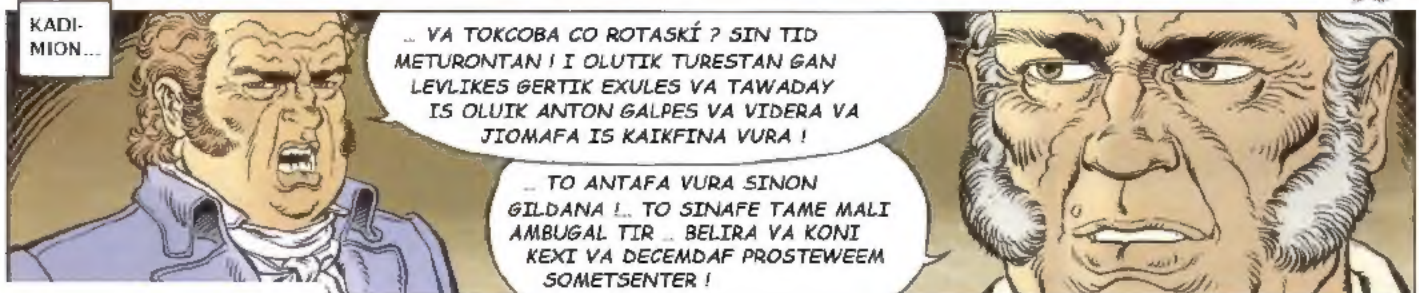 KADI-
MION...
... VA TOKCOBA CO ROTASKÍ ? SIN TID
METURONTAN ! I OLUTIK TURESTAN GAN
LEVLIKES GERTIK EXULES VA TAWADAY
IS OLUIK ANTON GALPES VA VIDERA VA
JIOMAFA IS KAIKFINA VURA !
... TO ANTAFA VURA SINON
GILDANA !... TO SINAFE TAME MALI
AMBUGAL TIR ... BELIRA VA KONI
KEXI VA DECEMDAF PROSTEWEEM
SOMETSENTER !